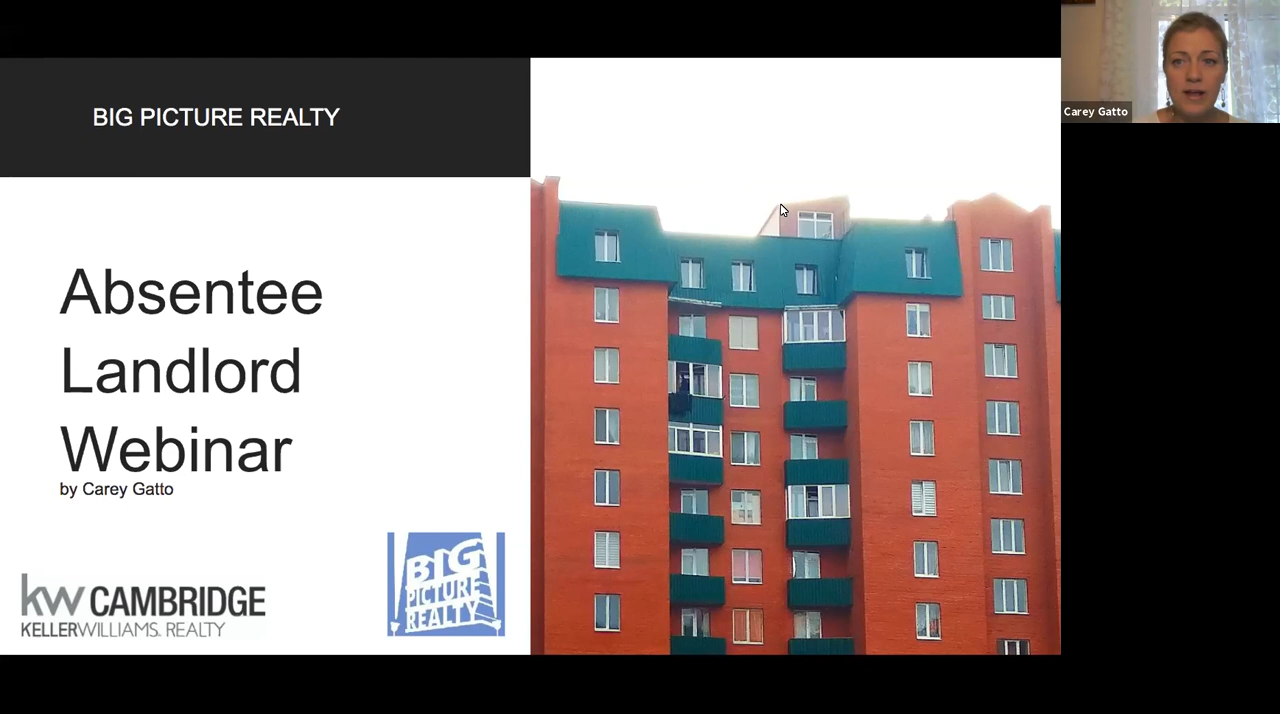 BIG PICTURE REALTY
Carey Gatto
Absentee
Landlord
Webinar
by Carey Gatto
kw CAMBRIDGE
KELLERWILLIAMS. REALTY
BIG
PICTURE
REALTY